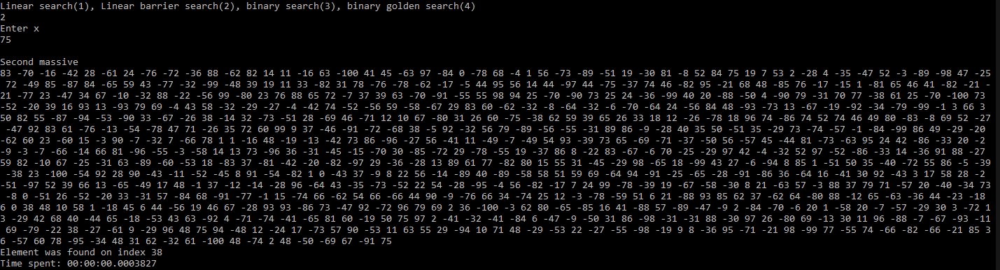 Linear search(1), Linear barrier search(2), binary search(3), binary golden search(4)
2
Enter x
75
Second massive
83 -70 -16 -42 28 -61 24 -76 -72 -36 88 -62 82 14 11 -16 63 -100 41 45 -63 97 -84 0 -78 68 -4 1 56 -73 -89 -51 19 -30 81 -8 52 84 75 19 7 53 2 -28 4 -35 -47 52 -3 -89 -98 47 -25
72 -49 85 -87 84 -65 59 43 -77 -32 -99 -48 39 19 11 33 -82 31 78 -76 -78 -62 -17 -5 44 95 56 14 44 -97 44 -75 -37 74 46 -82 95 -21 68 48 -85 76 -17 -15 1 -81 65 46 41 -82 -21 -
21 -77 23 -47 34 67 -10 -32 88 -22 -56 99 -80 23 76 88 65 72 -7 37 39 63 -70 -91 -55 55 98 94 25 -70 -90 73 25 24 -36 -99 40 20 -88 -50 4 -90 79 -31 70 77 -38 61 25 -70 -100 73
-52 -20 39 16 93 13 -93 79 69 -4 43 58 -32 -29 -27 -4 -42 74 -52 -56 59 -58 -67 29 83 60 -62 -32 -8 -64 -32 -6 -70 -64 24 -56 84 48 -93 -73 13 -67 -19 -92 -34 -79 -99 -1 3 66 3
50 82 55 -87 -94 -53 -90 33 -67 -26 38 -14 32 -73 -51 28 -69 46 -71 12 10 67 -80 31 26 60 -75 -38 62 59 39 65 26 33 18 12 -26 -78 18 96 74 -86 74 52 74 46 49 80 -83 -8 69 52 -27
-47 92 83 61 -76 -13 -54 -78 47 71 -26 35 72 60 99 9 37 -46 -91 -72 -68 38 -5 92 -32 56 79 -89 -56 -55 -31 89 86 -9 -28 40 35 50 -51 35 -29 73 -74 -57 -1 -84 -99 86 49 -29 -20
-62 60 23 -60 15 -3 90 -7 -32 7 -66 78 1 1 -16 48 -19 -13 -42 73 86 -96 -27 56 -41 11 -49 -7 -49 54 93 -39 73 65 -69 -71 -37 -50 56 -57 45 -44 81 -73 -63 95 24 42 -86 -33 20 -2
-9 -3 -7 -66 -14 66 81 -96 -55 -3 -58 14 13 73 -96 36 -31 -45 -15 -70 30 -85 -72 29 -78 -55 19 -37 86 8 -22 83 -67 -6 70 -25 -29 97 42 -4 -32 52 97 -52 -86 -33 14 -36 91 88 -27
59 82 -10 67 -25 -31 63 -89 -60 -53 18 -83 37 -81 -42 -20 -82 -97 29 -36 -28 13 89 61 77 -82 80 15 55 31 -45 -29 98 -65 18 -99 43 27 -6 -94 8 85 1 -51 50 35 -40 -72 55 86 -5 -39
-38 23 -100 -54 92 28 90 -43 -11 -52 -45 8 91 -54 -82 1 0 -43 37 -9 8 22 56 -14 -89 40 -89 -58 58 51 59 69 -64 94 -91 -25 -65 -28 -91 -86 36 -64 16 -41 30 92 -43 3 17 58 28 -2
-51 -97 52 39 66 13 -65 -49 17 48 -1 37 -12 -14 -28 96 -64 43 -35 -73 -52 22 54 -28 -95 -4 56 -82 -17 7 24 99 -78 -39 19 -67 -58 -30 8 21 -63 57 -3 88 37 79 71 -57 20 -40 -34 73
-8 0 -51 26 -52 -20 33 -31 57 -84 68 -91 -77 -1 15 -74 66 -62 54 66 -66 44 90 -9 -76 66 34 -74 25 12 -3 -78 -59 51 6 21 -88 93 85 62 37 -62 64 -80 88 -12 65 -63 -36 44 -23 -18
6 0 38 48 10 58 1 -18 45 6 44 -56 19 46 67 -28 93 93 -86 73 -47 92 -72 96 79 69 2 36 -100 -3 62 80 -65 -85 16 41 -88 57 -89 -47 -9 2 -84 -70 -6 20 1 -58 20 -7 -57 -29 30 3 -72 1
3 -29 42 68 40 -44 65 -18 -53 43 63 -92 4 -71 -74 -41 -65 81 60 -19 50 75 97 2 -41 -32 -41 -84 6 -47 -9 -50 31 86 -98 -31 -31 88 -30 97 26 -80 69 -13 30 11 96 -88 -7 -67 -93 -11
69 -79 -22 38 -27 -61 9 -29 96 48 75 94 -48 12 -24 17 -73 57 90 -53 11 63 55 29 -94 10 71 48 -29 -53 22 -27 -55 -98 -19 9 8 -36 95 -71 -21 98 -99 77 -55 74 -66 -82 -66 -21 85 3
6 -57 60 78 -95 -34 48 31 62 -32 61 -100 48 -74 2 48 -50 -69 67 -91 75
Element was found on index 38
Time spent: 00:00:00.0003827